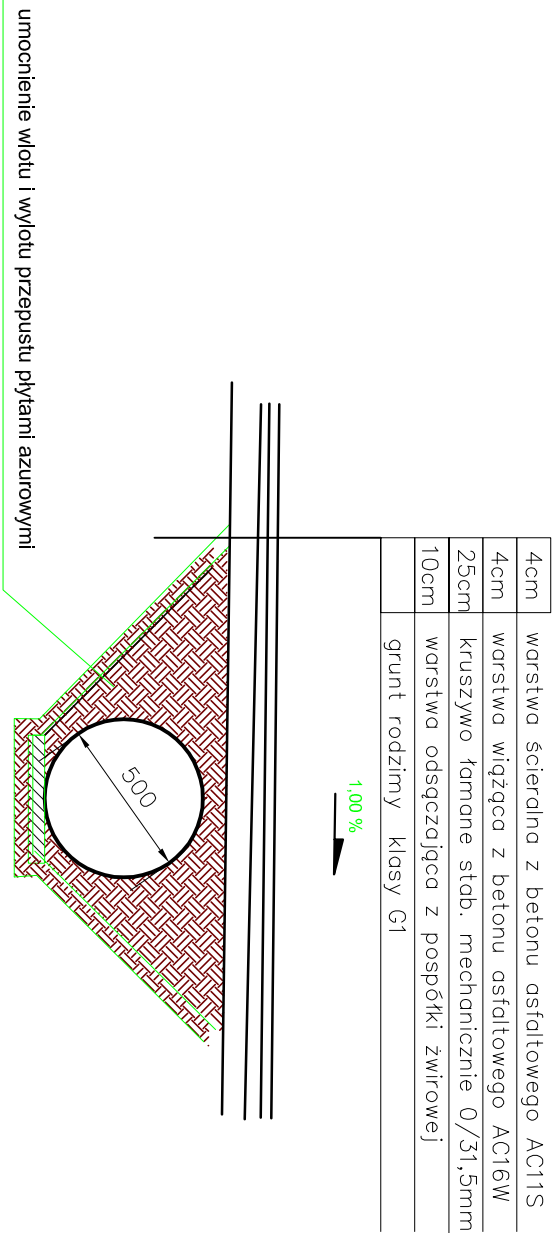 4cm warstwa ścieralna z betonu asfaltowego AC11S
4cm warstwa wiążąca z betonu asfaltowego AC16W
25cm kruszywo łamane stab. mechanicznie 0/31,5mm
10cm warstwa odsączająca z pospółki żwirowej
grunt rodzimy klasy G1
1,00 %
500
umocnienie wlotu i wylotu przepustu płytami azurowymi